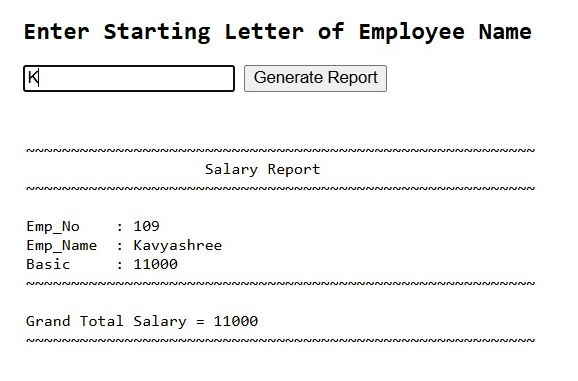 Enter Starting Letter of Employee Name
K Generate Report
~~~~~~~~~~~~~~~~~~~~~~~~~~~~~~~~~~~~~~~~~~~~~~~~~~~~~~~~~
Salary Report
~~~~~~~~~~~~~~~~~~~~~~~~~~~~~~~~~~~~~~~~~~~~~~~~~~~~~~~~~
Emp_No    : 109
Emp_Name  : Kavyashree
Basic     : 11000
~~~~~~~~~~~~~~~~~~~~~~~~~~~~~~~~~~~~~~~~~~~~~~~~~~~~~~~~~
Grand Total Salary = 11000
~~~~~~~~~~~~~~~~~~~~~~~~~~~~~~~~~~~~~~~~~~~~~~~~~~~~~~~~~